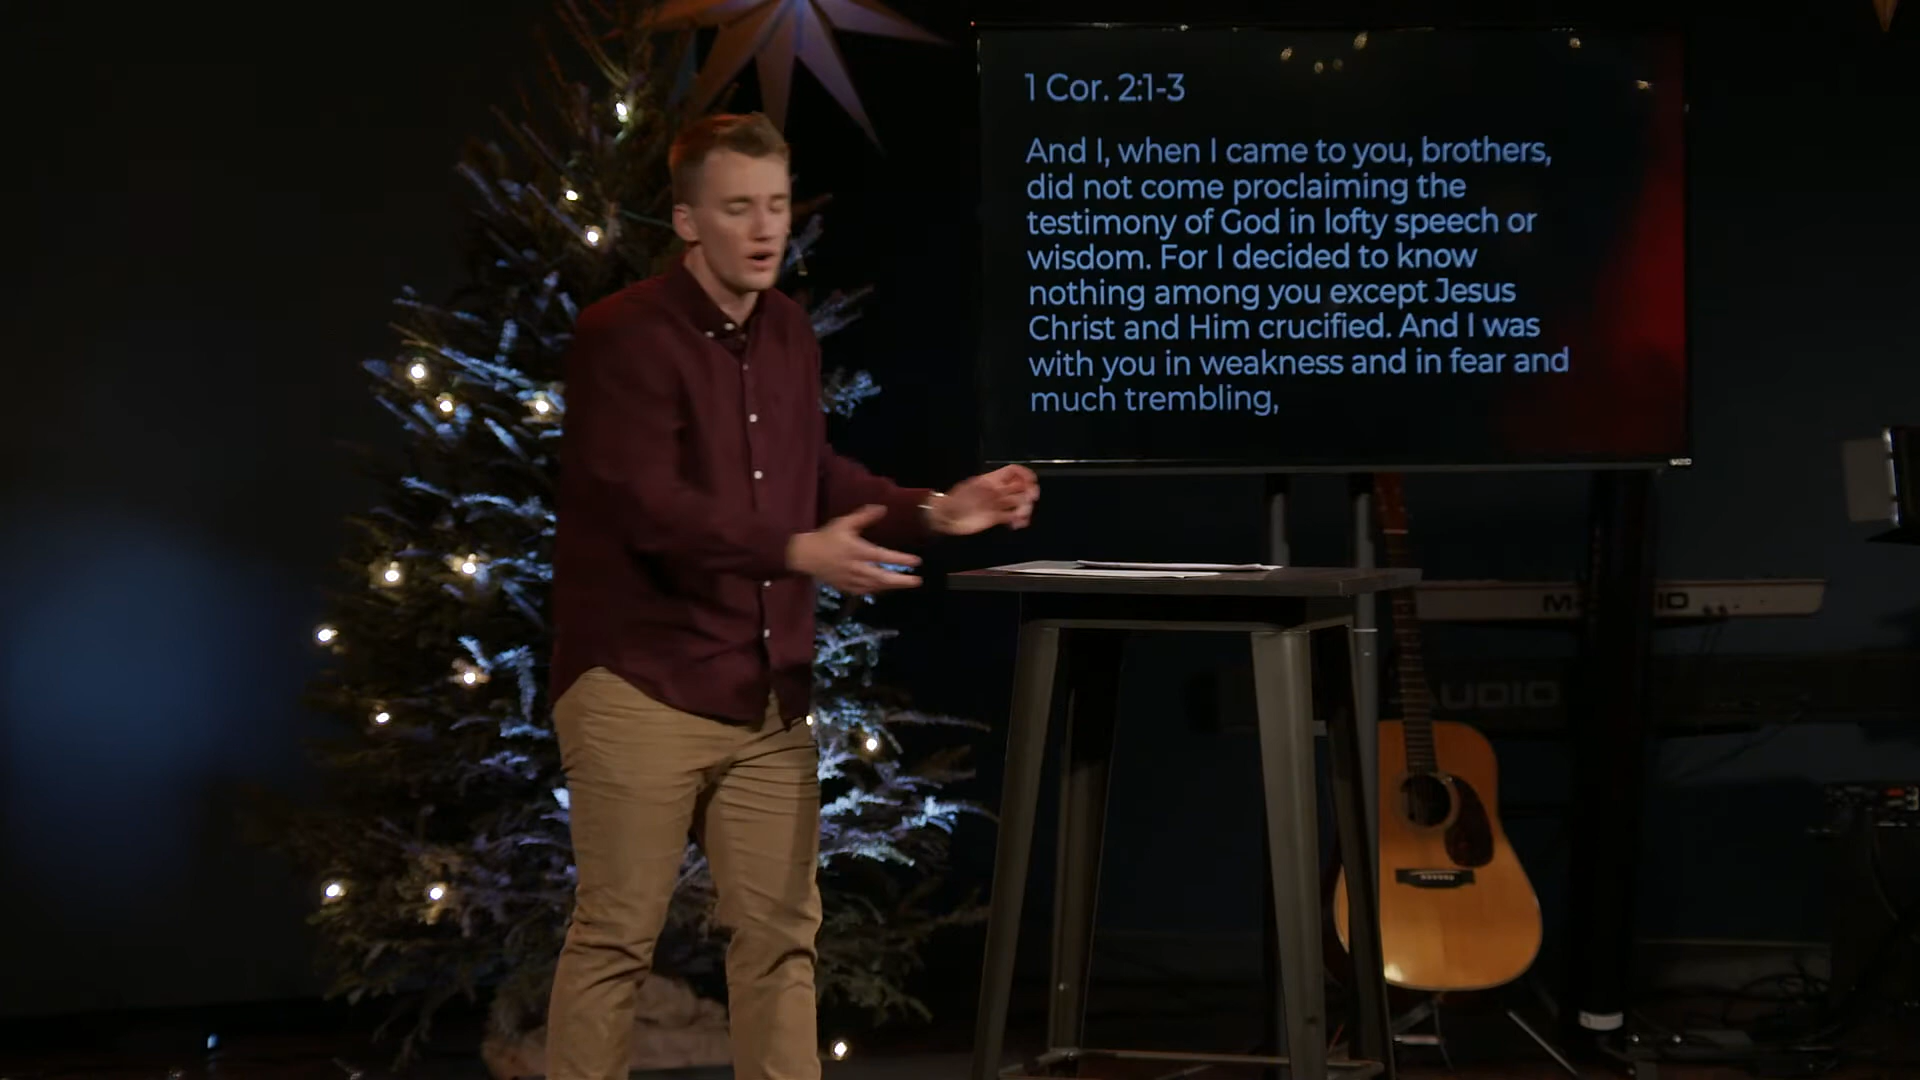 1 Cor. 2:1-3
And I, when I came to you, brothers,
did not come proclaiming the
testimony of God in lofty speech or
wisdom. For I decided to know
nothing among you except Jesus
Christ and Him crucified. And I was
with you in weakness and in fear and
much trembling,
AUDIO